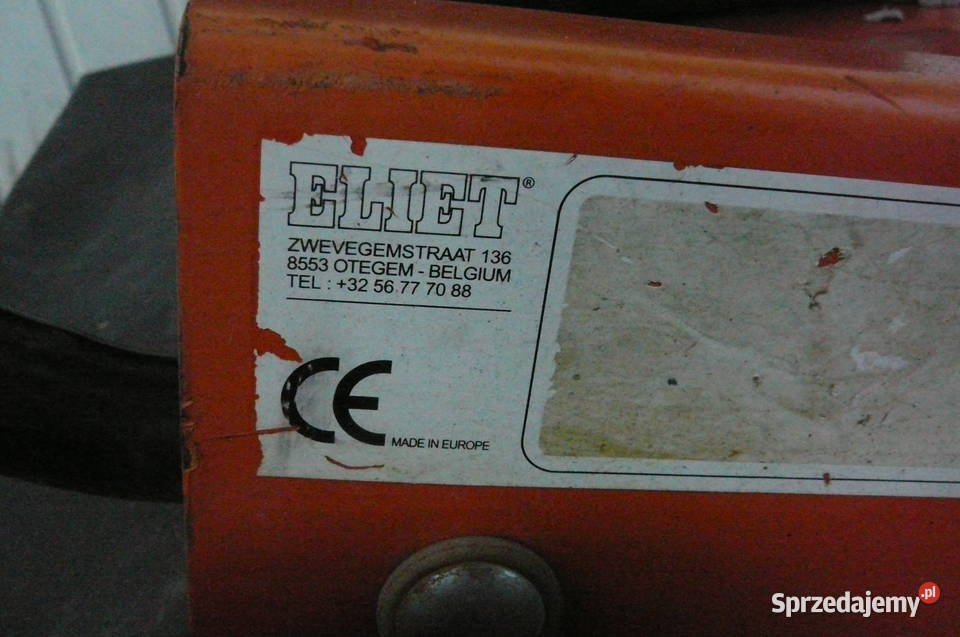 ELIET®
ZWEVEGEMSTRAAT 136
8553 OTEGEM - BELGIUM
TEL : +32 56 77 70 88
CE
MADE IN EUROPE
Sprzedajemy.pl